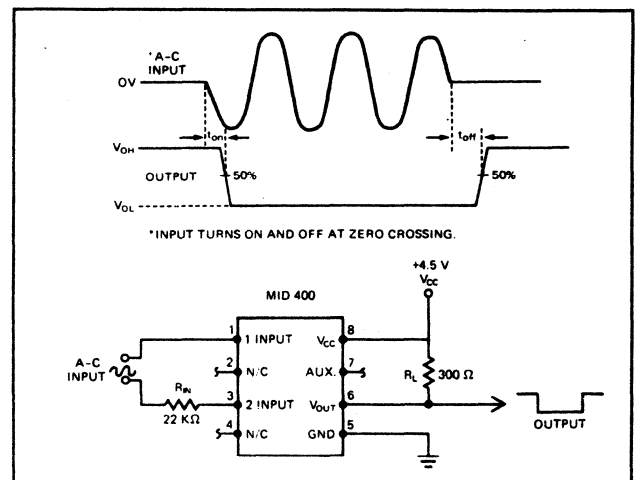 *A-C
INPUT
OV
ton
toff
VOH
OUTPUT
50%
50%
VOL
*INPUT TURNS ON AND OFF AT ZERO CROSSING.
+4.5 V
VCC
MID 400
1
1 INPUT
VCC
8
A-C
INPUT
2
N/C
AUX.
7
RL
300 Ω
RIN
22 KΩ
3
2 INPUT
VOUT
6
4
N/C
GND
5
OUTPUT